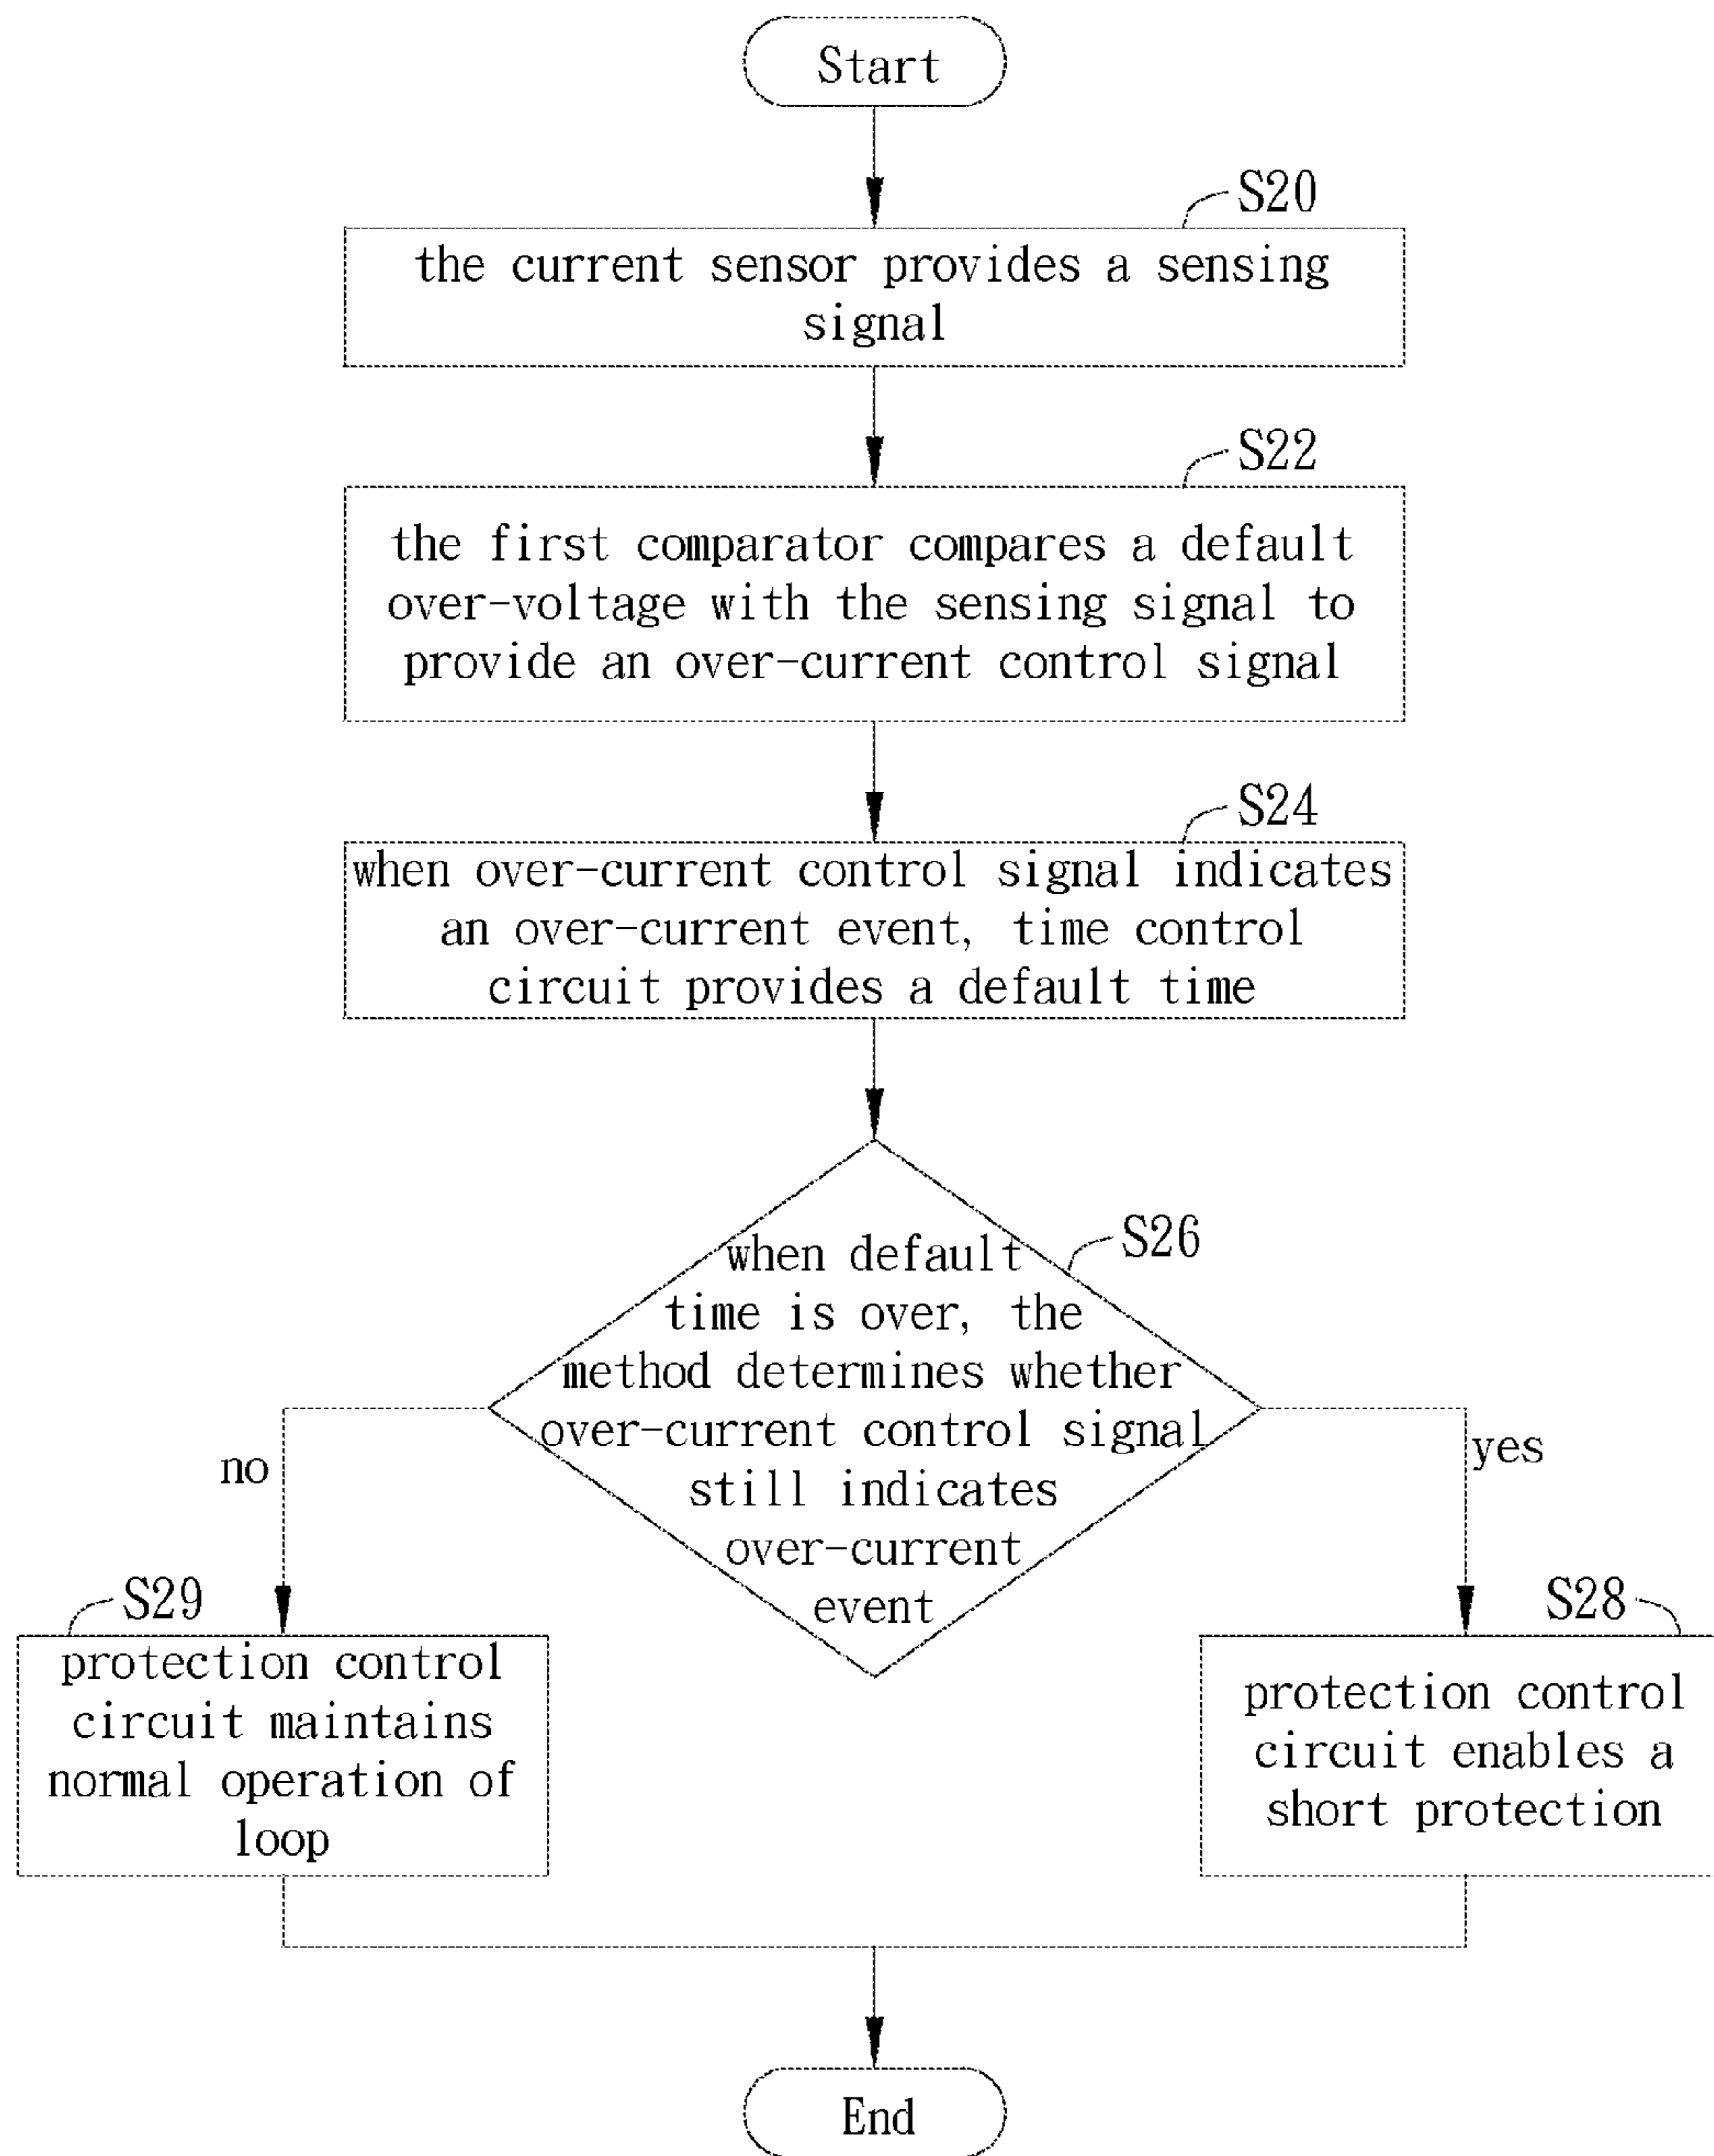 Start
S20
the current sensor provides a sensing
signal
S22
the first comparator compares a default
over-voltage with the sensing signal to
provide an over-current control signal
S24
when over-current control signal indicates
an over-current event, time control
circuit provides a default time
S26
when default
time is over, the
method determines whether
over-current control signal
still indicates
over-current
event
no
yes
S29
protection control
circuit maintains
normal operation of
loop
S28
protection control
circuit enables a
short protection
End